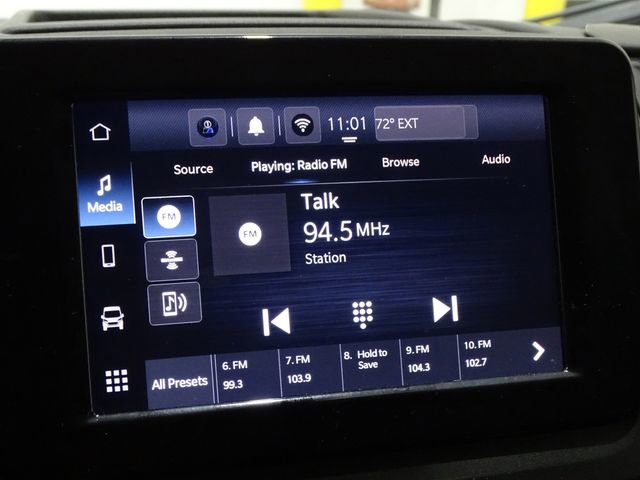 11:01
72° EXT
Source
Playing: Radio FM
Browse
Audio
Media
FM
FM
Talk
94.5 MHz
Station
All Presets
6. FM
99.3
7. FM
103.9
8. Hold to
Save
9. FM
104.3
10. FM
102.7